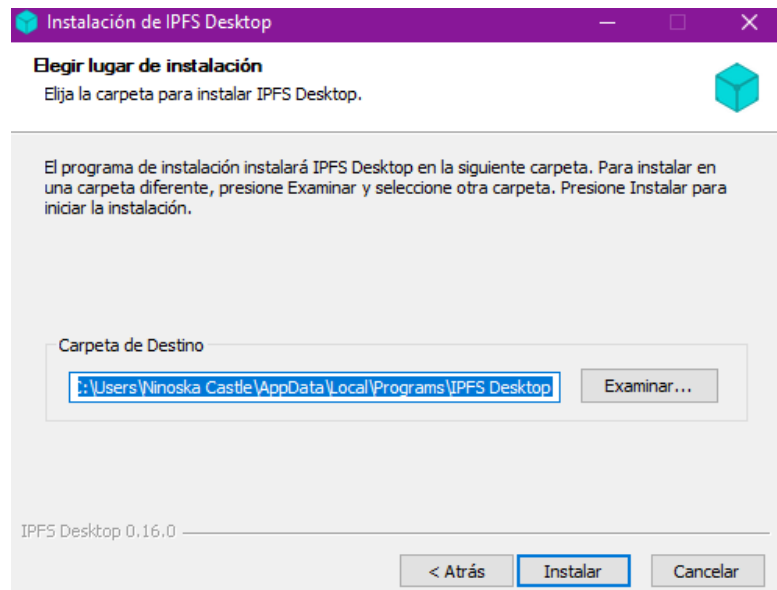 Instalación de IPFS Desktop
Elegir lugar de instalación
Elija la carpeta para instalar IPFS Desktop.
El programa de instalación instalará IPFS Desktop en la siguiente carpeta. Para instalar en
una carpeta diferente, presione Examinar y seleccione otra carpeta. Presione Instalar para
iniciar la instalación.
Carpeta de Destino
C:\Users\Ninoska Castle\AppData\Local\Programs\IPFS Desktop
Examinar...
IPFS Desktop 0.16.0
< Atrás
Instalar
Cancelar